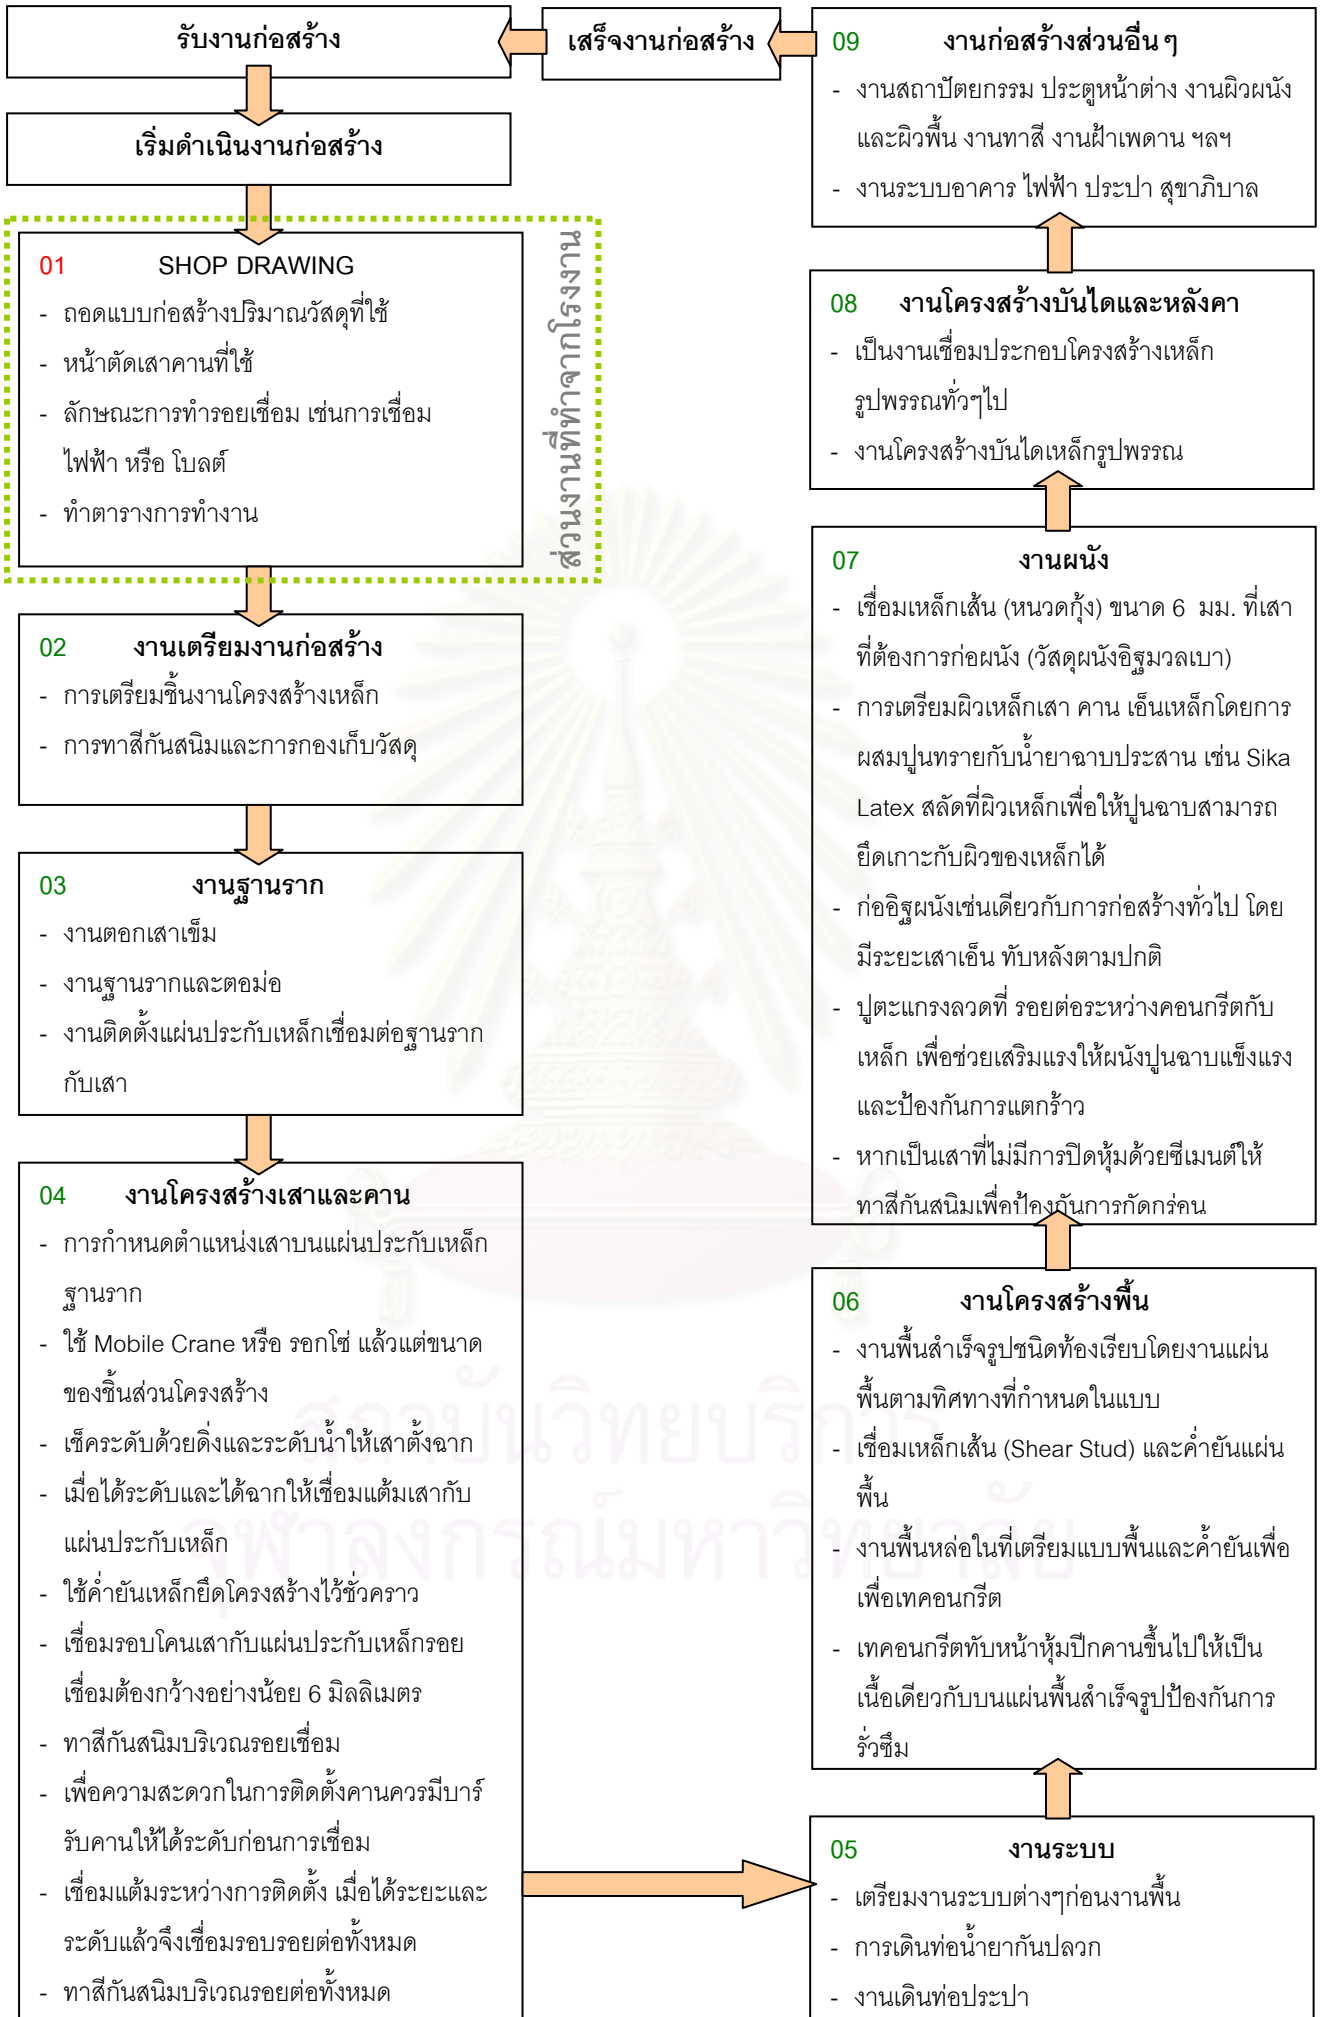 รับงานก่อสร้าง
เริ่มดำเนินงานก่อสร้าง
01 SHOP DRAWING
- ถอดแบบก่อสร้างปริมาณวัสดุที่ใช้
- หน้าตัดเสาคานที่ใช้
- ลักษณะการทำรอยเชื่อม เช่นการเชื่อม
ไฟฟ้า หรือ โบลต์
- ทำตารางการทำงาน
ส่วนงานที่ทำจากโรงงาน
02 งานเตรียมงานก่อสร้าง
- การเตรียมชิ้นงานโครงสร้างเหล็ก
- การทาสีกันสนิมและการกองเก็บวัสดุ
03 งานฐานราก
- งานตอกเสาเข็ม
- งานฐานรากและตอม่อ
- งานติดตั้งแผ่นประกับเหล็กเชื่อมต่อฐานราก
กับเสา
04 งานโครงสร้างเสาและคาน
- การกำหนดตำแหน่งเสาบนแผ่นประกับเหล็ก
ฐานราก
- ใช้ Mobile Crane หรือ รอกโซ่ แล้วแต่ขนาด
ของชิ้นส่วนโครงสร้าง
- เช็คระดับด้วยดิ่งและระดับน้ำให้เสาตั้งฉาก
- เมื่อได้ระดับและได้ฉากให้เชื่อมแต้มเสากับ
แผ่นประกับเหล็ก
- ใช้ค่ำยันเหล็กยึดโครงสร้างไว้ชั่วคราว
- เชื่อมรอบโคนเสากับแผ่นประกับเหล็กรอย
เชื่อมต้องกว้างอย่างน้อย 6 มิลลิเมตร
- ทาสีกันสนิมบริเวณรอยเชื่อม
- เพื่อความสะดวกในการติดตั้งคานควรมีบาร์
รับคานให้ได้ระดับก่อนการเชื่อม
- เชื่อมแต้มระหว่างการติดตั้ง เมื่อได้ระยะและ
ระดับแล้วจึงเชื่อมรอบรอยต่อทั้งหมด
- ทาสีกันสนิมบริเวณรอยต่อทั้งหมด
05 งานระบบ
- เตรียมงานระบบต่างๆก่อนงานพื้น
- การเดินท่อน้ำยากันปลวก
- งานเดินท่อประปา
06 งานโครงสร้างพื้น
- งานพื้นสำเร็จรูปชนิดท้องเรียบโดยงานแผ่น
พื้นตามทิศทางที่กำหนดในแบบ
- เชื่อมเหล็กเส้น (Shear Stud) และค่ำยันแผ่น
พื้น
- งานพื้นหล่อในที่เตรียมแบบพื้นและค้ำยันเพื่อ
เพื่อเทคอนกรีต
- เทคอนกรีตทับหน้าหุ้มปีกคานขึ้นไปให้เป็น
เนื้อเดียวกับบนแผ่นพื้นสำเร็จรูปป้องกันการ
รั่วซึม
07 งานผนัง
- เชื่อมเหล็กเส้น (หนวดกุ้ง) ขนาด 6 มม. ที่เสา
ที่ต้องการก่อผนัง (วัสดุผนังอิฐมวลเบา)
- การเตรียมผิวเหล็กเสา คาน เอ็นเหล็กโดยการ
ผสมปูนทรายกับน้ำยาฉาบประสาน เช่น Sika
Latex สลัดที่ผิวเหล็กเพื่อให้ปูนฉาบสามารถ
ยึดเกาะกับผิวของเหล็กได้
- ก่ออิฐผนังเช่นเดียวกับการก่อสร้างทั่วไป โดย
มีระยะเสาเอ็น ทับหลังตามปกติ
- ปูตะแกรงลวดที่ รอยต่อระหว่างคอนกรีตกับ
เหล็ก เพื่อช่วยเสริมแรงให้ผนังปูนฉาบแข็งแรง
และป้องกันการแตกร้าว
- หากเป็นเสาที่ไม่มีการปิดหุ้มด้วยซีเมนต์ให้
ทาสีกันสนิมเพื่อป้องกันการกัดกร่อน
08 งานโครงสร้างบันไดและหลังคา
- เป็นงานเชื่อมประกอบโครงสร้างเหล็ก
รูปพรรณทั่วๆไป
- งานโครงสร้างบันไดเหล็กรูปพรรณ
09 งานก่อสร้างส่วนอื่นๆ
- งานสถาปัตยกรรม ประตูหน้าต่าง งานผิวผนัง
และผิวพื้น งานทาสี งานฝ้าเพดาน ฯลฯ
- งานระบบอาคาร ไฟฟ้า ประปา สุขาภิบาล
เสร็จงานก่อสร้าง
สถาบันวิทยบริการ
จุฬาลงกรณ์มหาวิทยาลัย